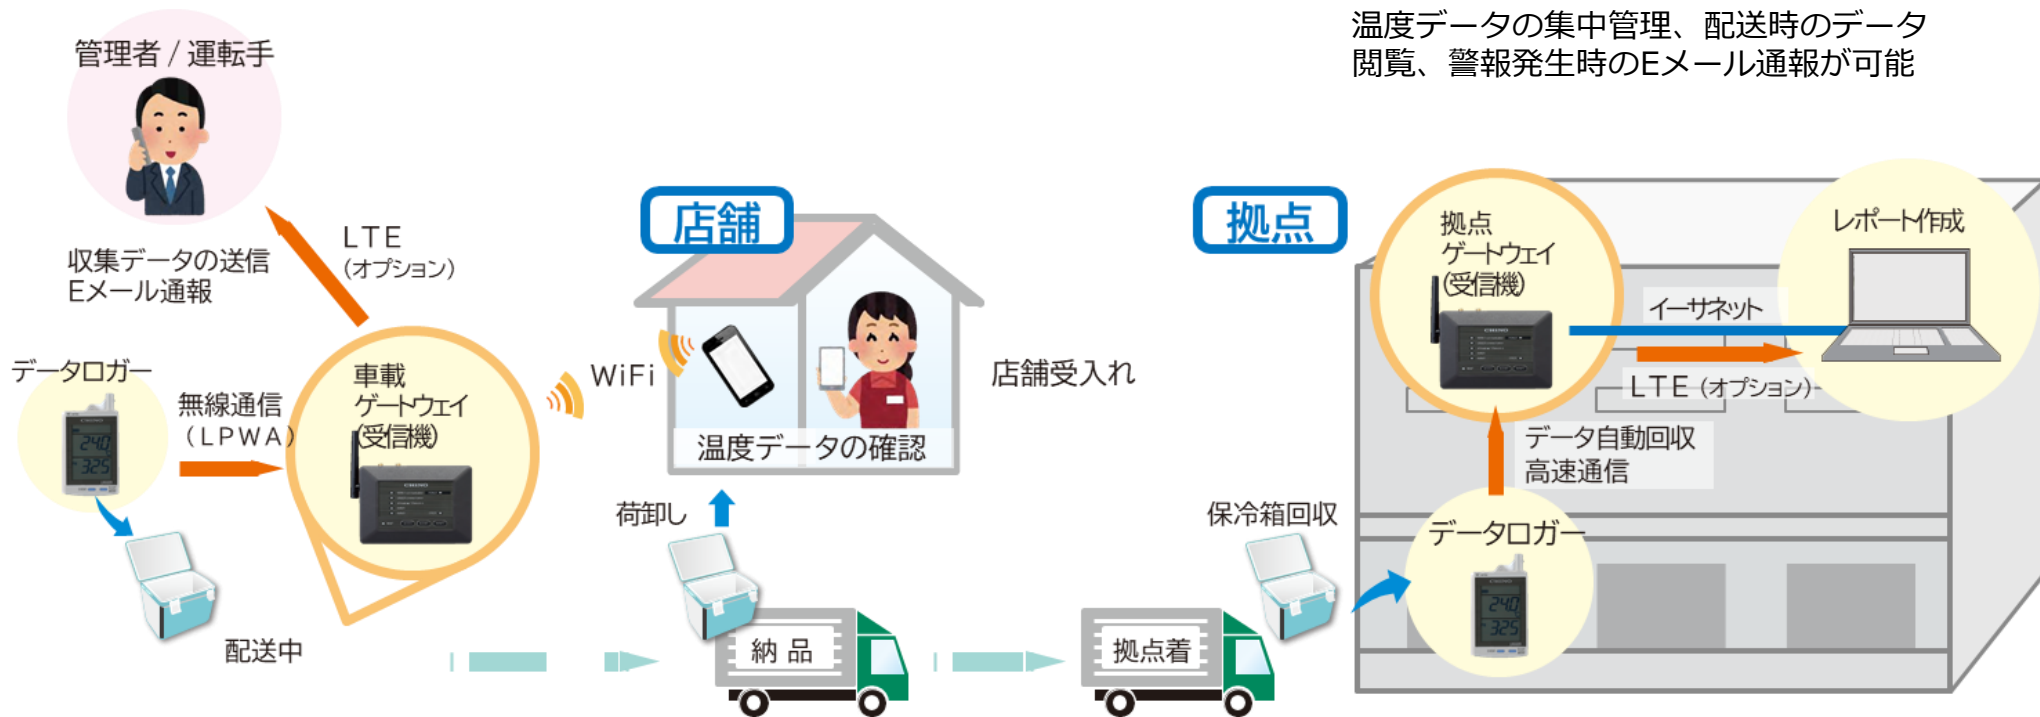 温度データの集中管理、配送時のデータ
閲覧、警報発生時のEメール通報が可能
管理者 / 運転手
収集データの送信
Eメール通報
LTE
(オプション)
データロガー
無線通信
(LPWA)
車載
ゲートウェイ
(受信機)
配送中
WiFi
店舗
温度データの確認
店舗受入れ
荷卸し
納 品
拠点着
拠点
保冷箱回収
拠点
ゲートウェイ
(受信機)
レポート作成
イーサネット
LTE (オプション)
データ自動回収
高速通信
データロガー